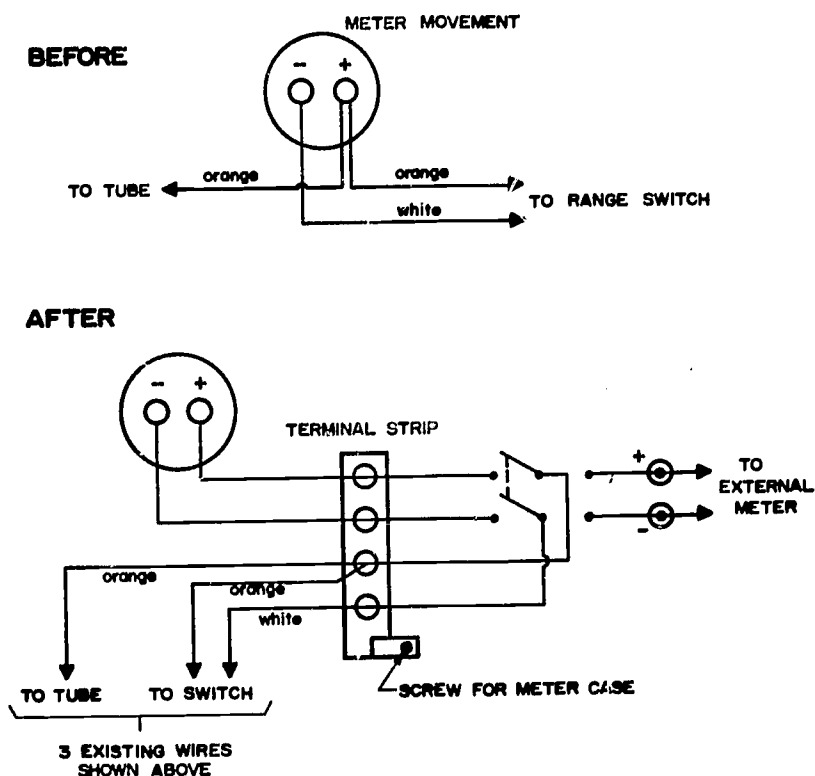 METER MOVEMENT
BEFORE
- +
orange
orange
TO TUBE
TO RANGE SWITCH
white
AFTER
- +
TERMINAL STRIP
+
TO
EXTERNAL
METER
-
orange
orange
white
TO TUBE
TO SWITCH
SCREW FOR METER CASE
3 EXISTING WIRES
SHOWN ABOVE